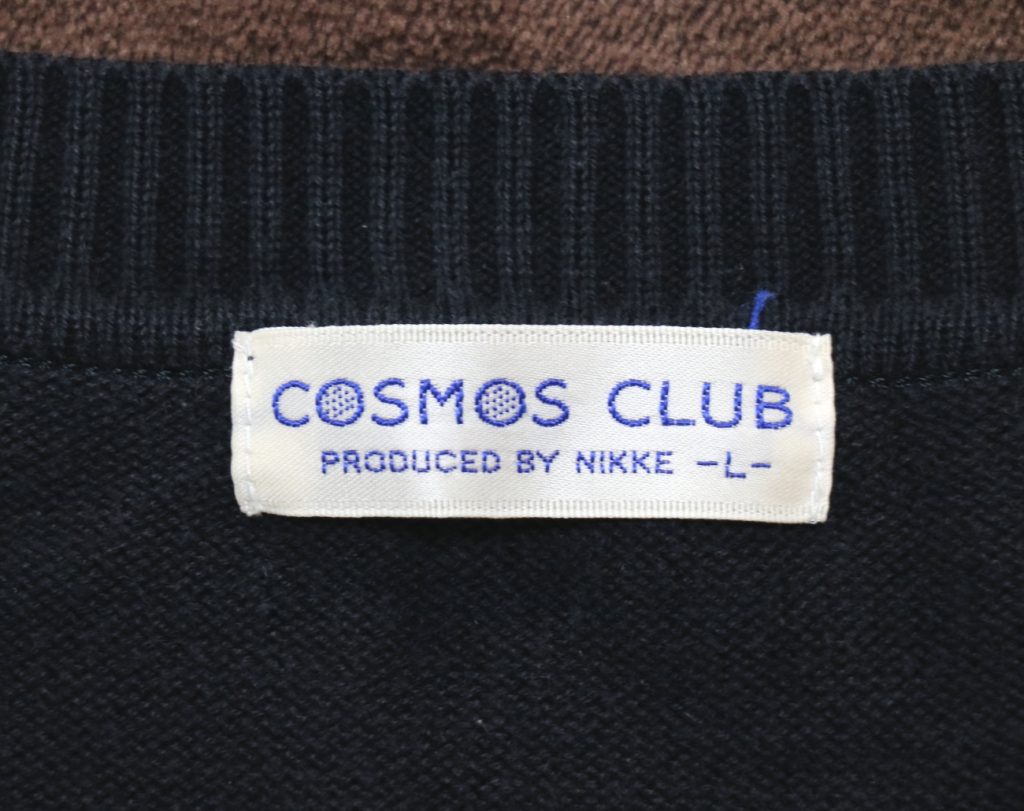 COSMOS CLUB
PRODUCED BY NIKKE -L-